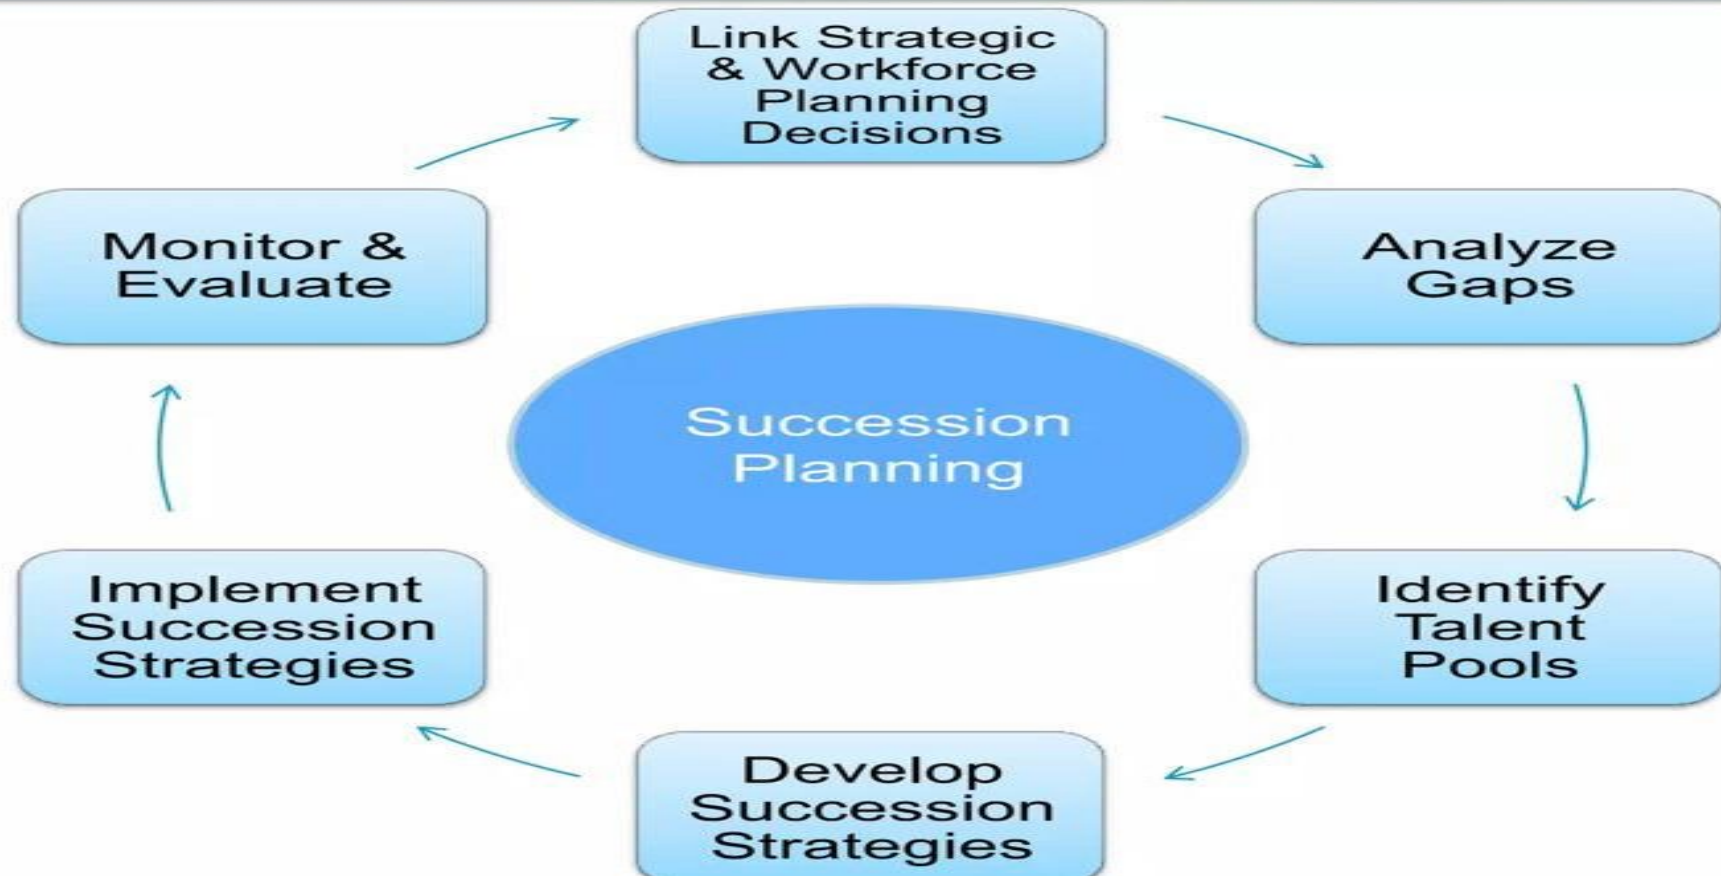 Link Strategic
& Workforce
Planning
Decisions
Analyze
Gaps
Identify
Talent
Pools
Develop
Succession
Strategies
Implement
Succession
Strategies
Monitor &
Evaluate
Succession
Planning